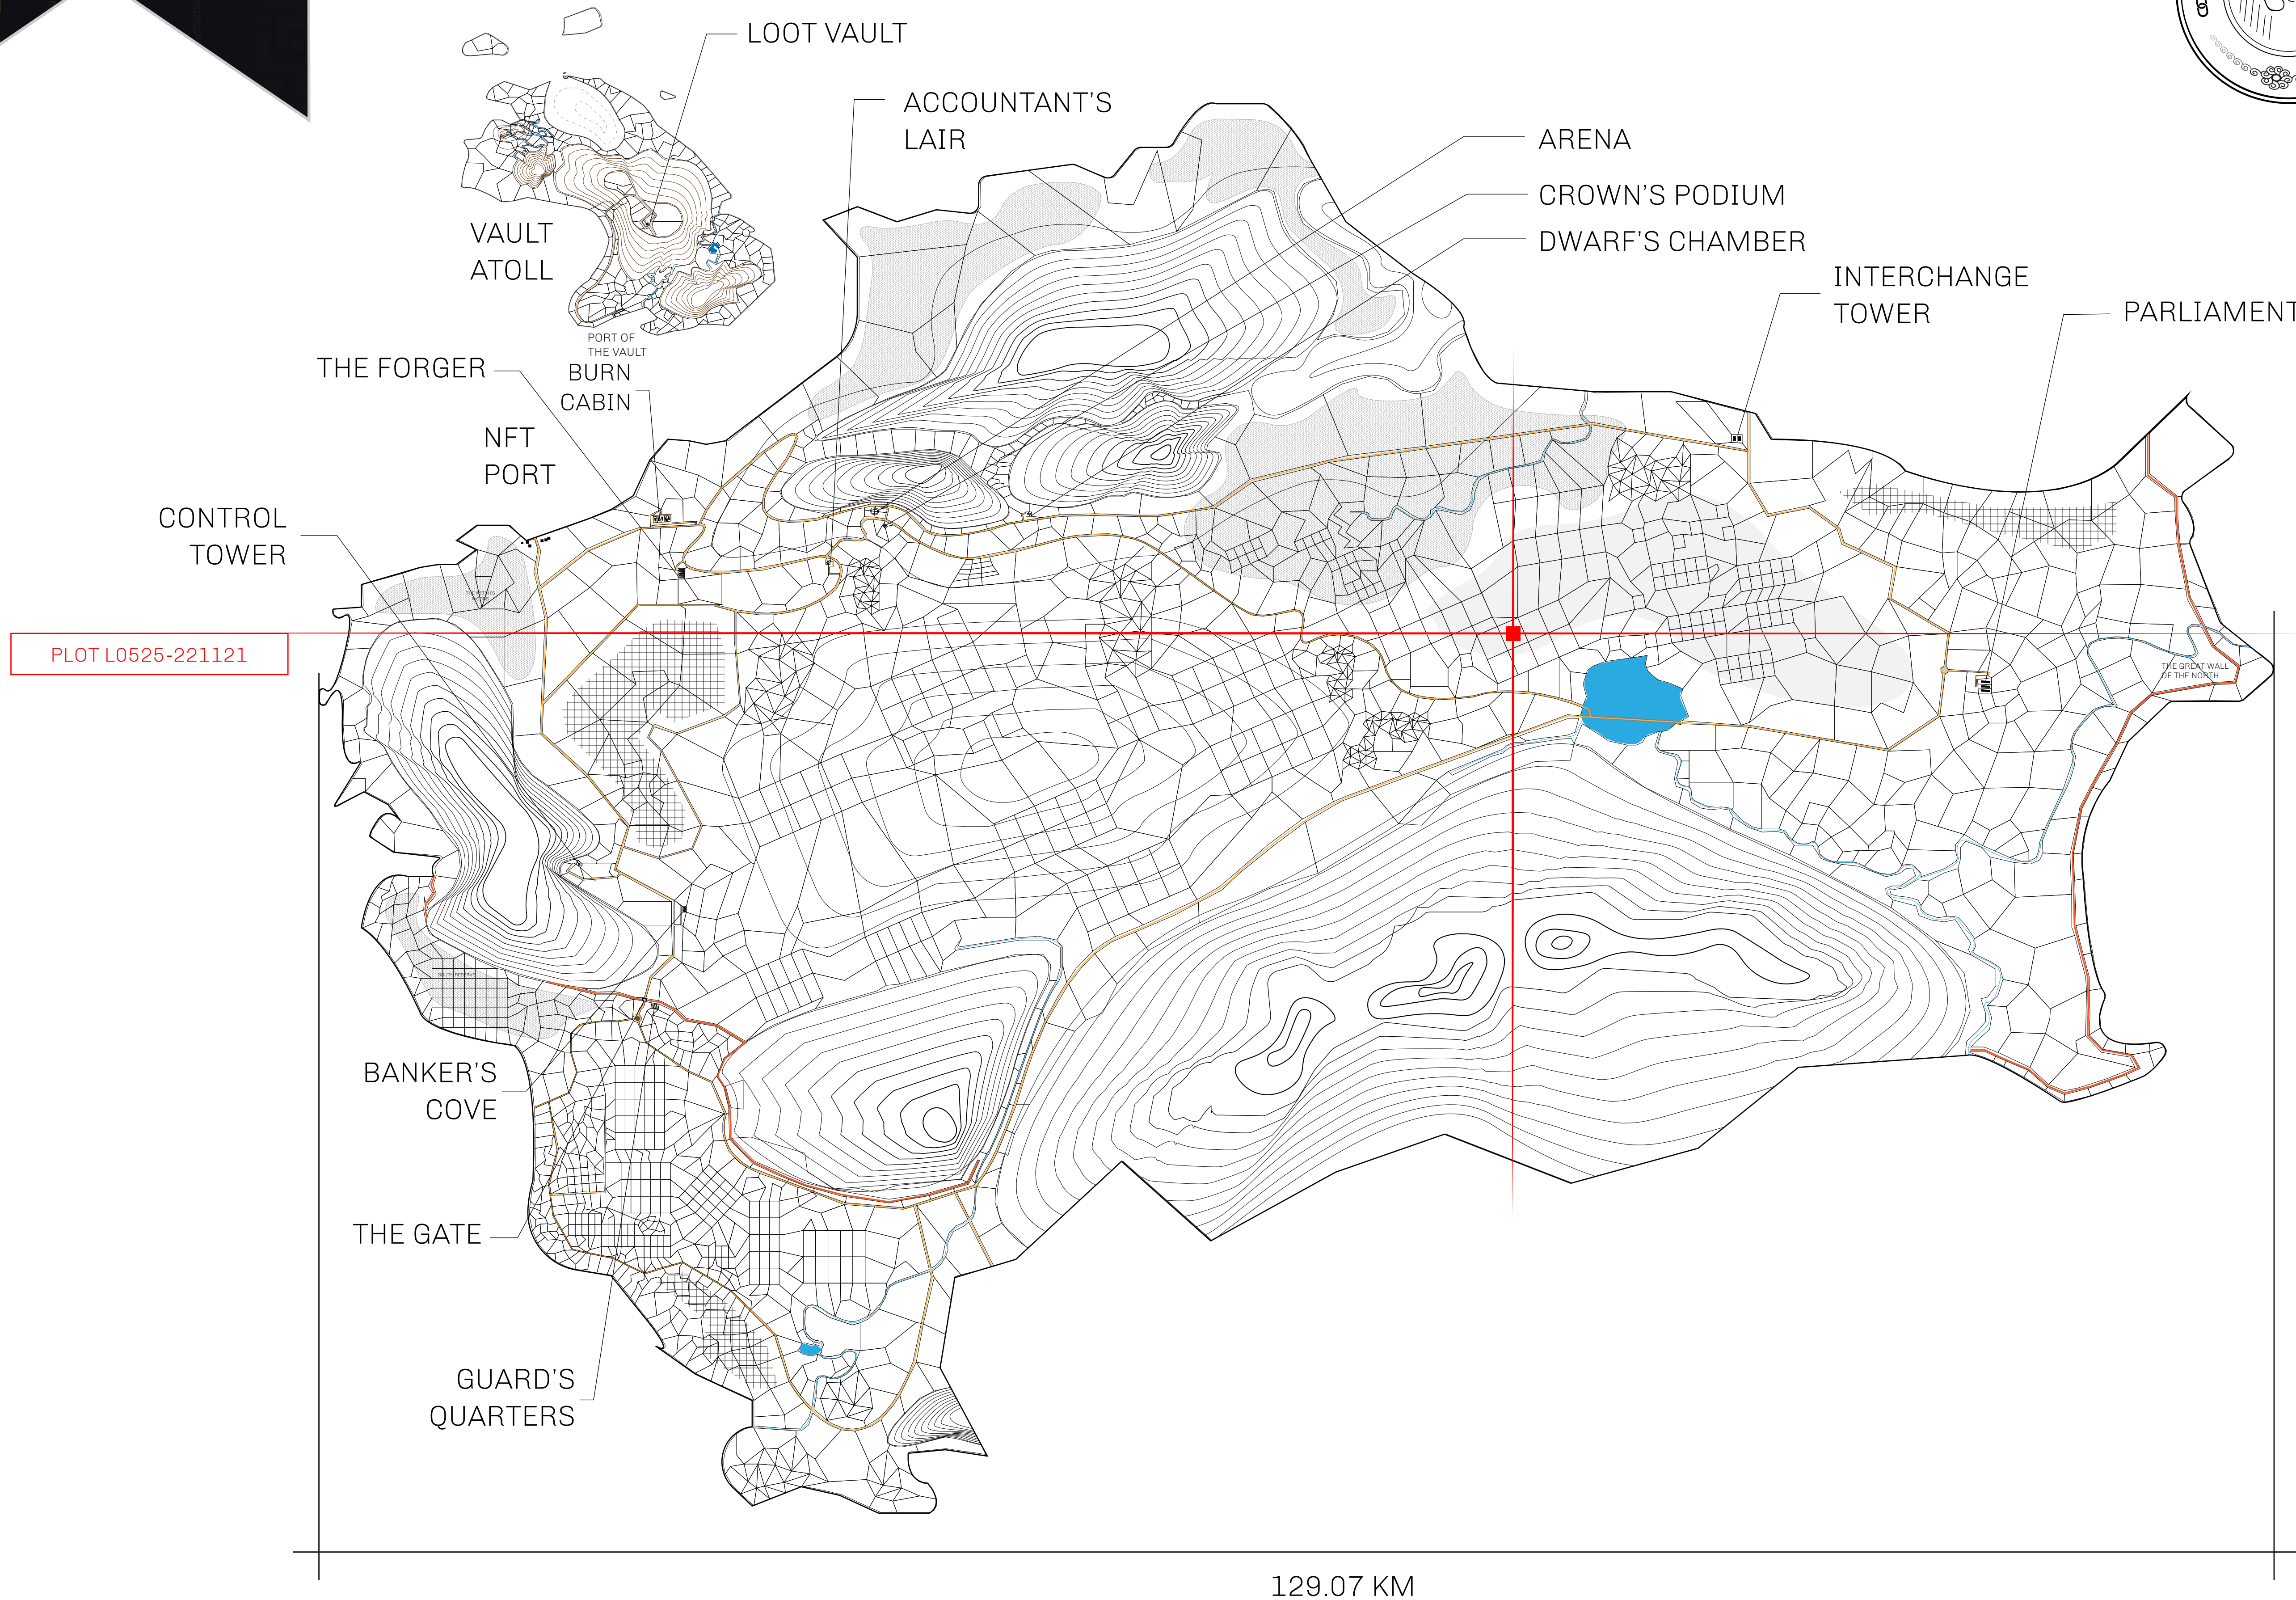 LOOT VAULT
ACCOUNTANT'S
LAIR
ARENA
CROWN'S PODIUM
DWARF'S CHAMBER
INTERCHANGE
TOWER
PARLIAMENT
VAULT
ATOLL
PORT OF
THE VAULT
THE FORGER
BURN
CABIN
NFT
PORT
CONTROL
TOWER
PLOT L0525-221121
THE GREAT WALL
OF THE NORTH
SOUTH RESERVE
BANKER'S
COVE
THE GATE
GUARD'S
QUARTERS
129.07 KM